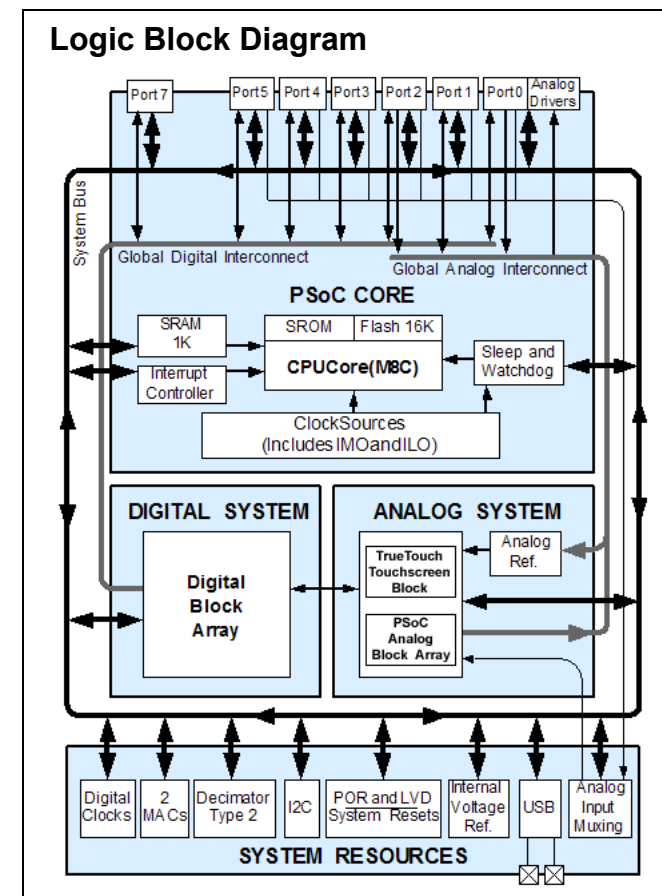 Logic Block Diagram
Port 7
Port 5
Port 4
Port 3
Port 2
Port 1
Port 0
Analog
Drivers
System Bus
Global Digital Interconnect
Global Analog Interconnect
PSoC CORE
SRAM
1K
SROM
Flash 16K
CPUCore(M8C)
Interrupt
Controller
Sleep and
Watchdog
ClockSources
(IncludesIMOandILO)
DIGITAL SYSTEM
ANALOG SYSTEM
Digital
Block
Array
TrueTouch
Touchscreen
Block
Analog
Ref.
PSoC
Analog
Block Array
Digital
Clocks
2
MACs
Decimator
Type 2
I2C
POR and LVD
System Resets
Internal
Voltage
Ref.
USB
Analog
Input
Muxing
SYSTEM RESOURCES